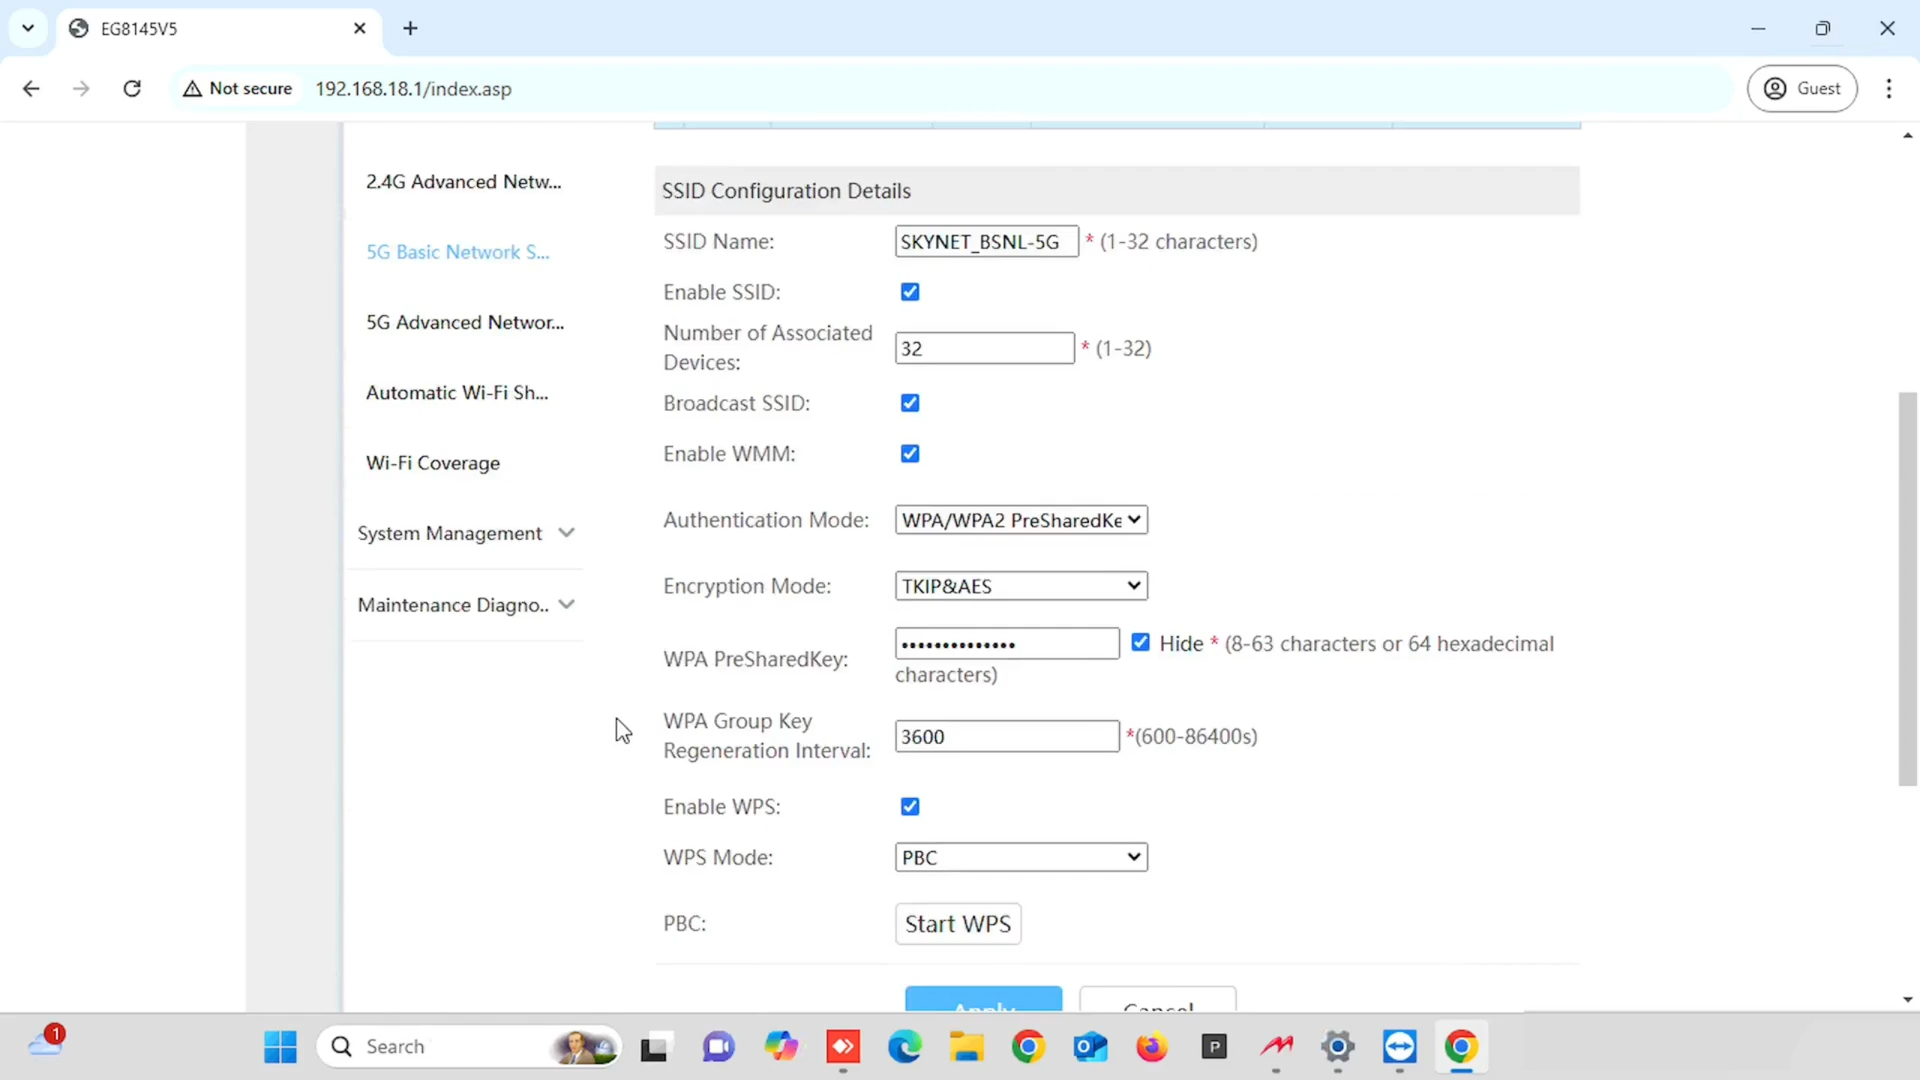 EG8145V5
Not secure
192.168.18.1/index.asp
Guest
2.4G Advanced Netw...
5G Basic Network S...
5G Advanced Networ...
Automatic Wi-Fi Sh...
Wi-Fi Coverage
System Management
Maintenance Diagno..
SSID Configuration Details
SSID Name: SKYNET_BSNL-5G * (1-32 characters)
Enable SSID:
Number of Associated
Devices: 32 * (1-32)
Broadcast SSID:
Enable WMM:
Authentication Mode: WPA/WPA2 PreSharedKe
Encryption Mode: TKIP&AES
WPA PreSharedKey: •••••••••••••• Hide * (8-63 characters or 64 hexadecimal
characters)
WPA Group Key
Regeneration Interval: 3600 *(600-86400s)
Enable WPS:
WPS Mode: PBC
PBC: Start WPS
Apply Cancel
1
Search
P